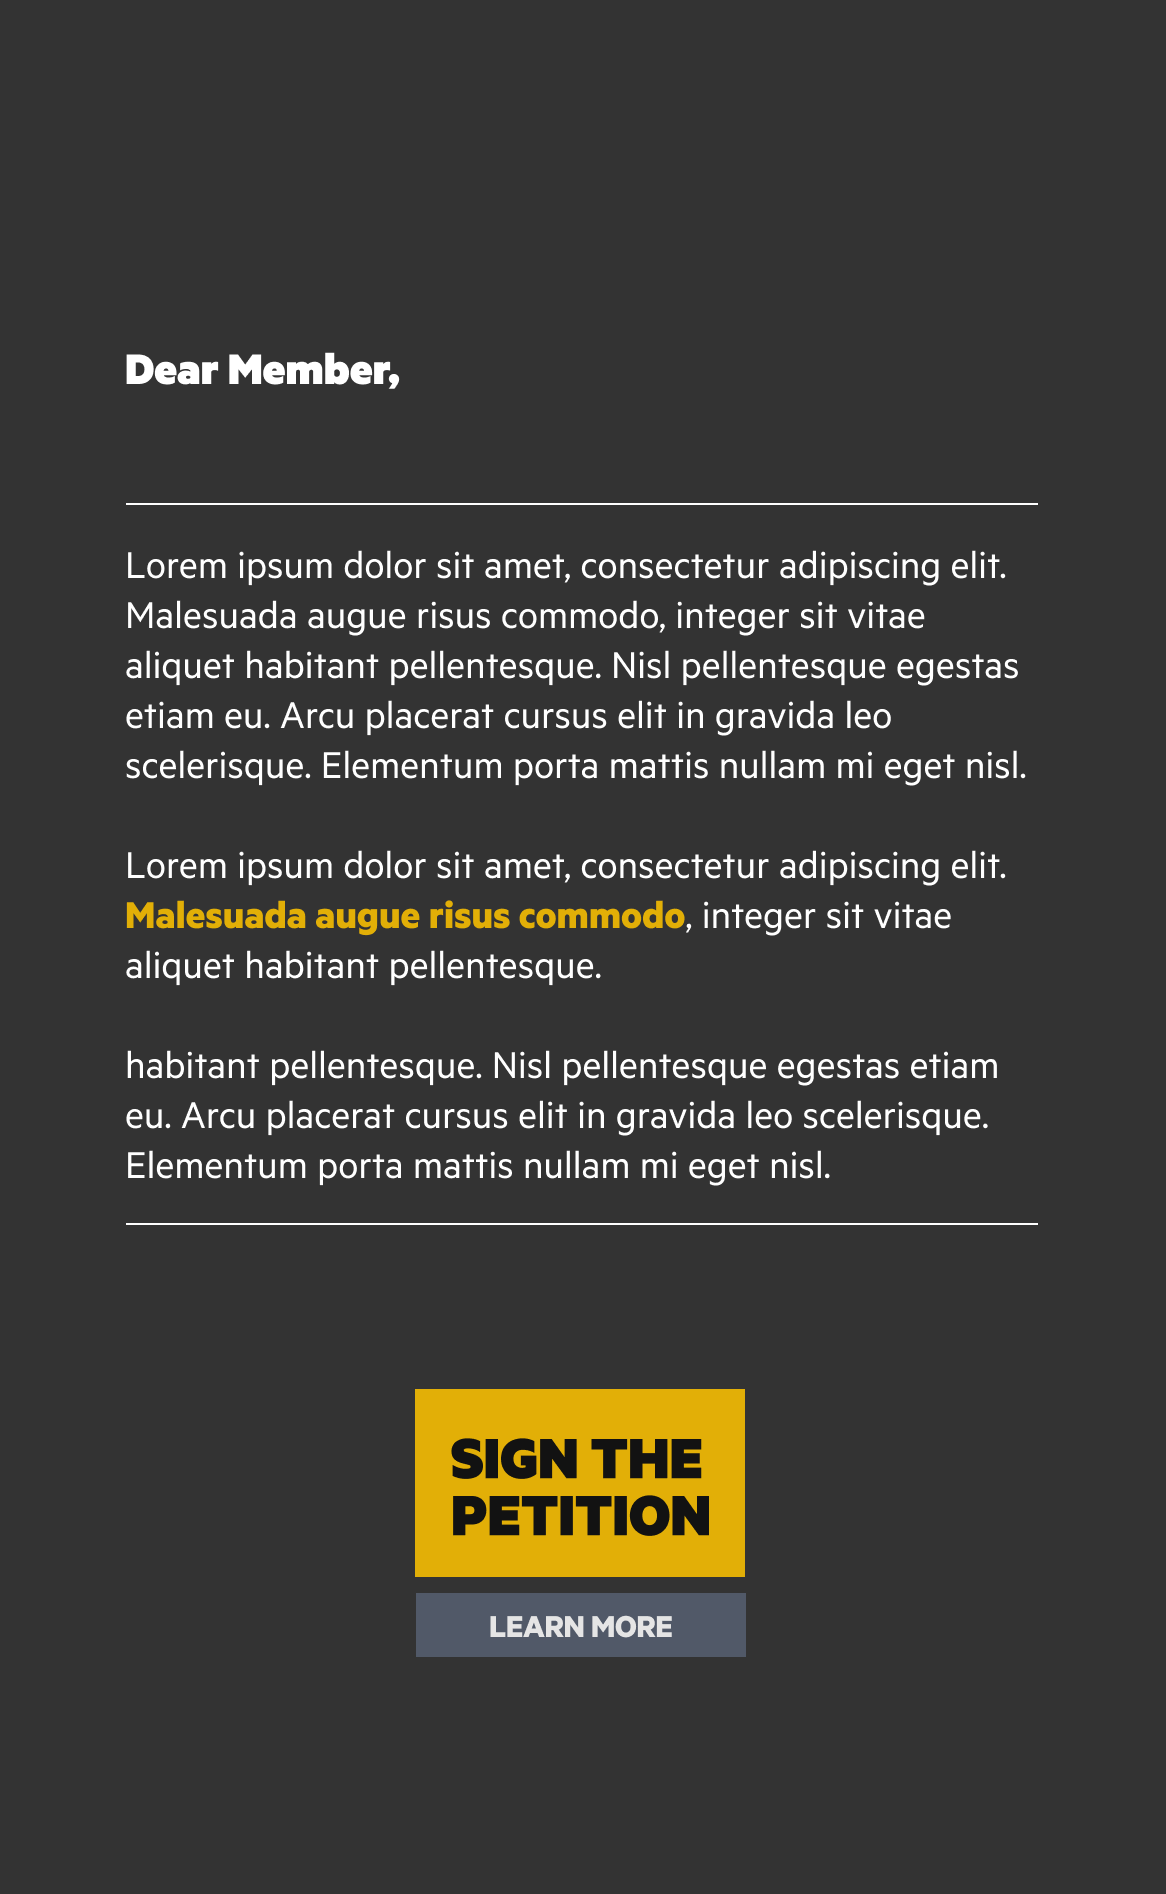 Dear Member,
Lorem ipsum dolor sit amet, consectetur adipiscing elit.
Malesuada augue risus commodo, integer sit vitae
aliquet habitant pellentesque. Nisl pellentesque egestas
etiam eu. Arcu placerat cursus elit in gravida leo
scelerisque. Elementum porta mattis nullam mi eget nisl.
Lorem ipsum dolor sit amet, consectetur adipiscing elit.
Malesuada augue risus commodo, integer sit vitae
aliquet habitant pellentesque.
habitant pellentesque. Nisl pellentesque egestas etiam
eu. Arcu placerat cursus elit in gravida leo scelerisque.
Elementum porta mattis nullam mi eget nisl.
SIGN THE
PETITION
LEARN MORE